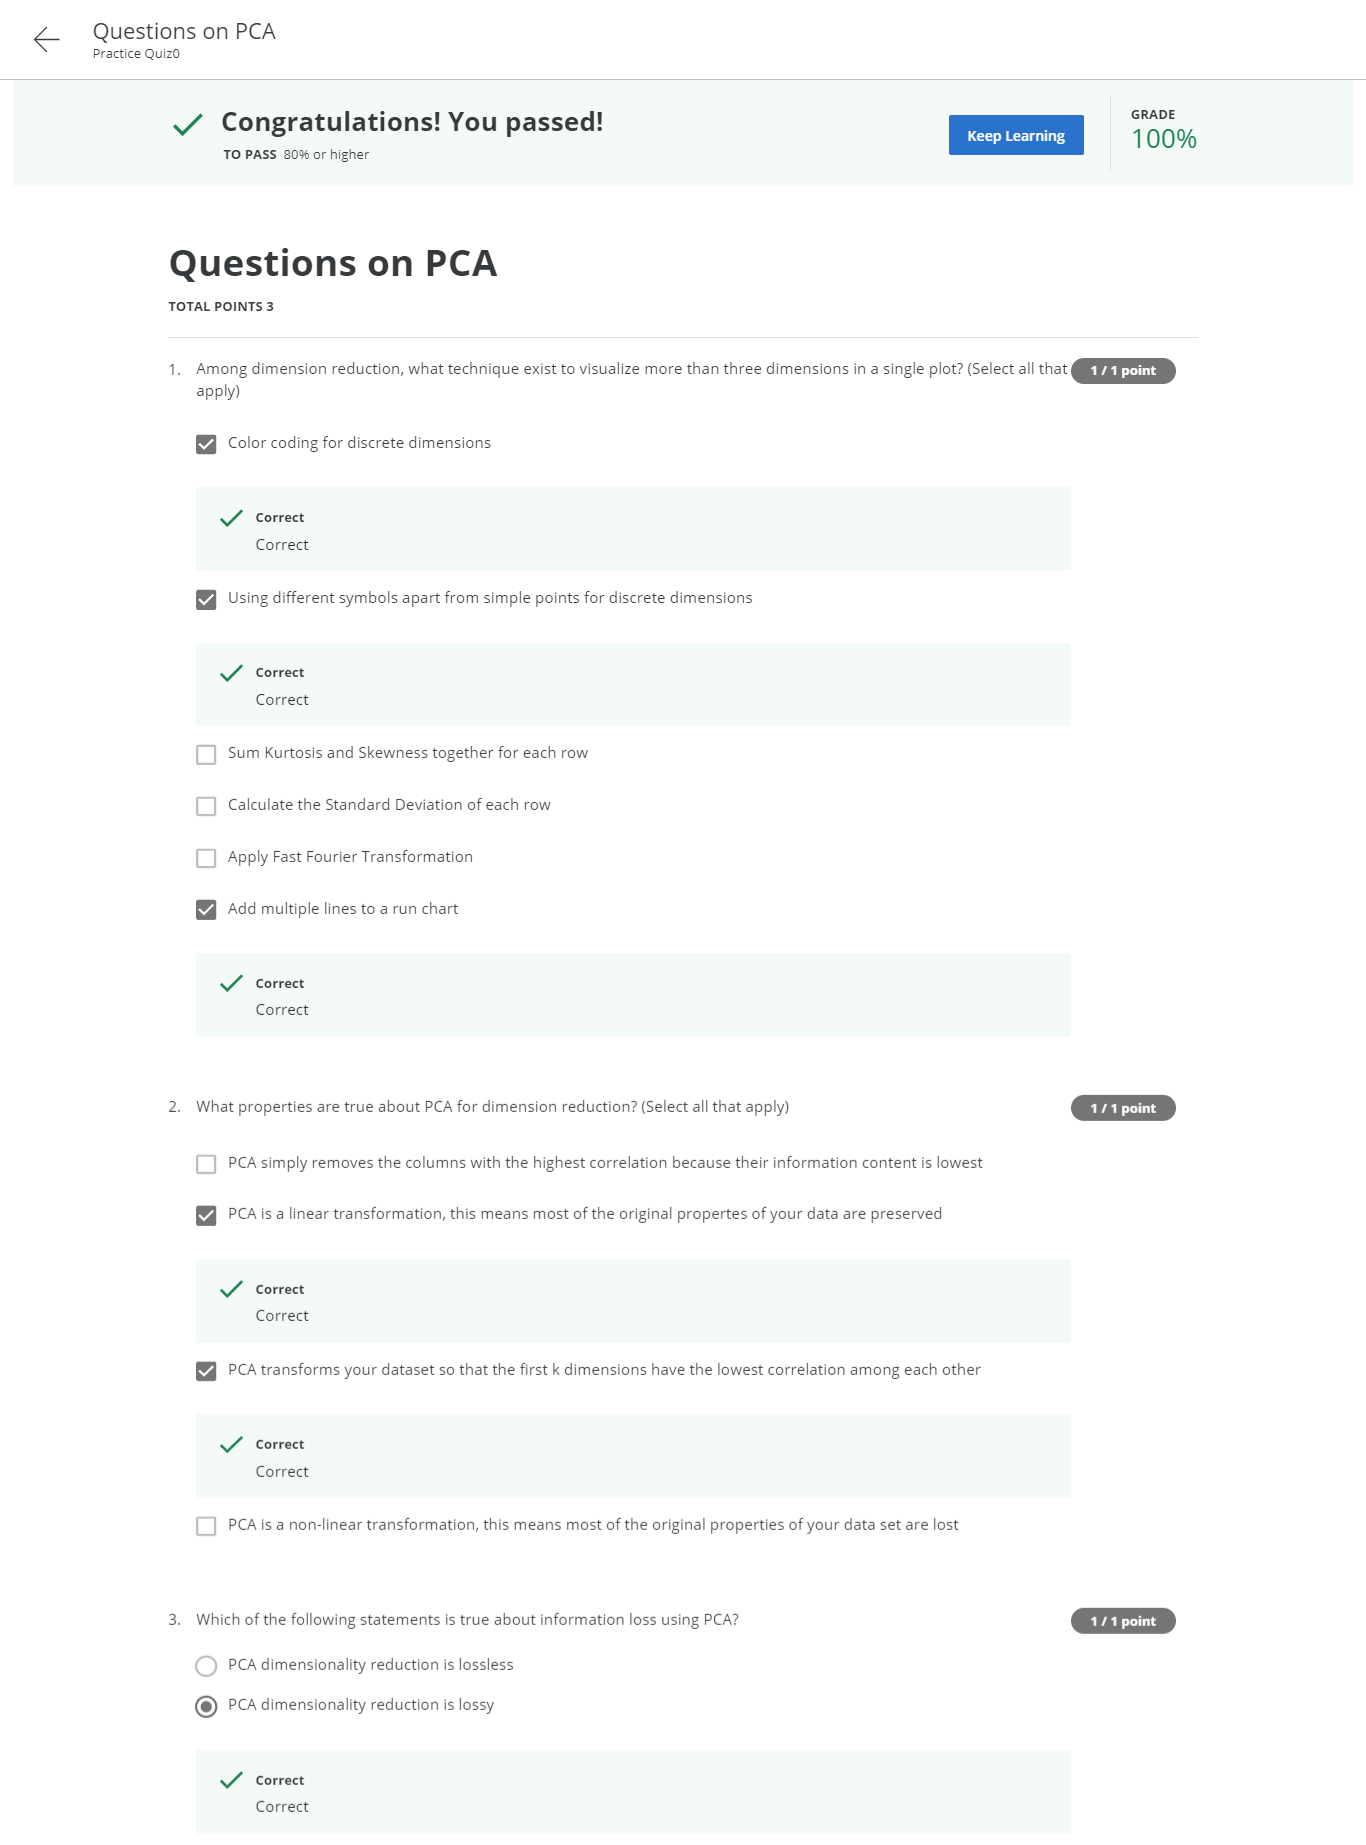 Questions on PCA
Practice Quiz0
Congratulations! You passed!
TO PASS 80% or higher
Keep Learning
GRADE
100%
Questions on PCA
TOTAL POINTS 3
1. Among dimension reduction, what technique exist to visualize more than three dimensions in a single plot? (Select all that
apply)
1 / 1 point
Color coding for discrete dimensions
Correct
Correct
Using different symbols apart from simple points for discrete dimensions
Correct
Correct
Sum Kurtosis and Skewness together for each row
Calculate the Standard Deviation of each row
Apply Fast Fourier Transformation
Add multiple lines to a run chart
Correct
Correct
2. What properties are true about PCA for dimension reduction? (Select all that apply)
1 / 1 point
PCA simply removes the columns with the highest correlation because their information content is lowest
PCA is a linear transformation, this means most of the original propertes of your data are preserved
Correct
Correct
PCA transforms your dataset so that the first k dimensions have the lowest correlation among each other
Correct
Correct
PCA is a non-linear transformation, this means most of the original properties of your data set are lost
3. Which of the following statements is true about information loss using PCA?
1 / 1 point
PCA dimensionality reduction is lossless
PCA dimensionality reduction is lossy
Correct
Correct